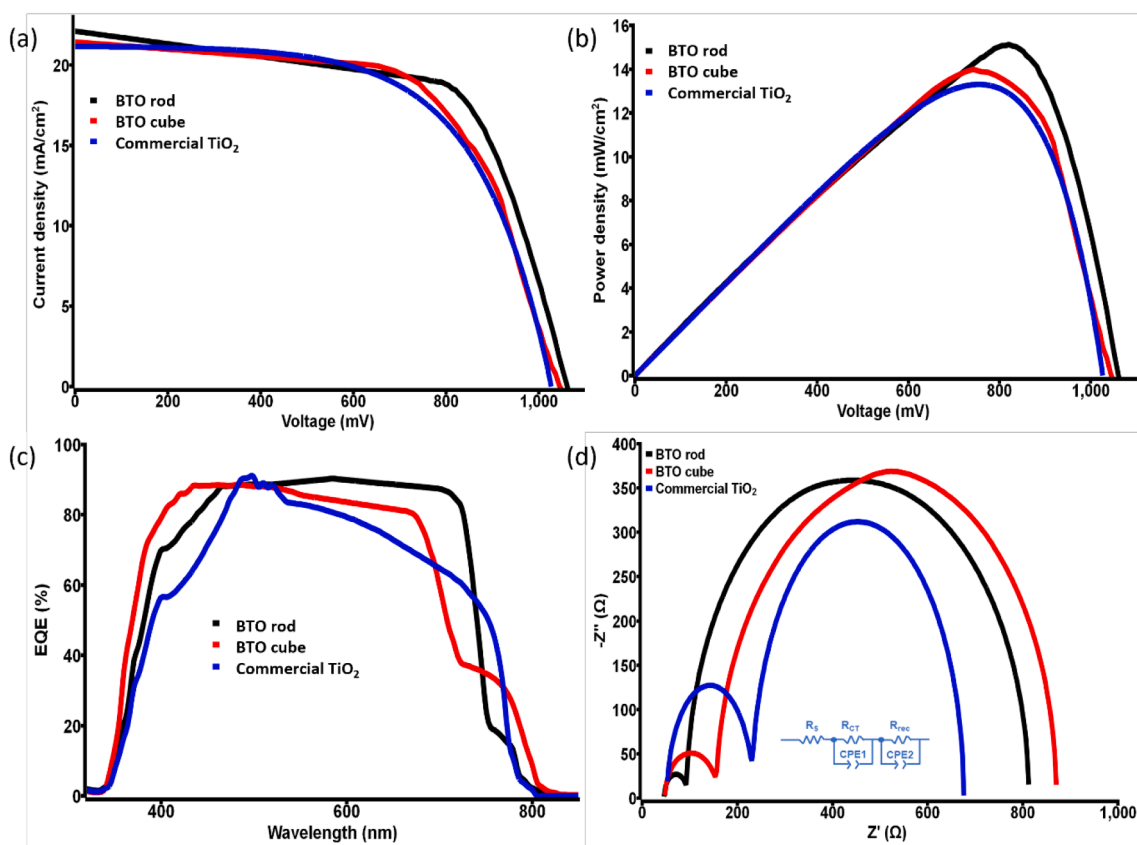 (a)
Current density (mA/cm²)
20
15
10
5
0
BTO rod
BTO cube
Commercial TiO₂
0 200 400 600 800 1,000
Voltage (mV)
(b)
Power density (mW/cm²)
16
14
12
10
8
6
4
2
0
BTO rod
BTO cube
Commercial TiO₂
0 200 400 600 800 1,000
Voltage (mV)
(c)
EQE (%)
100
80
60
40
20
0
BTO rod
BTO cube
Commercial TiO₂
400 600 800
Wavelength (nm)
(d)
-Z'' (Ω)
400
350
300
250
200
150
100
50
0
BTO rod
BTO cube
Commercial TiO₂
R_S R_CT R_rec
CPE1 CPE2
0 200 400 600 800 1,000
Z' (Ω)